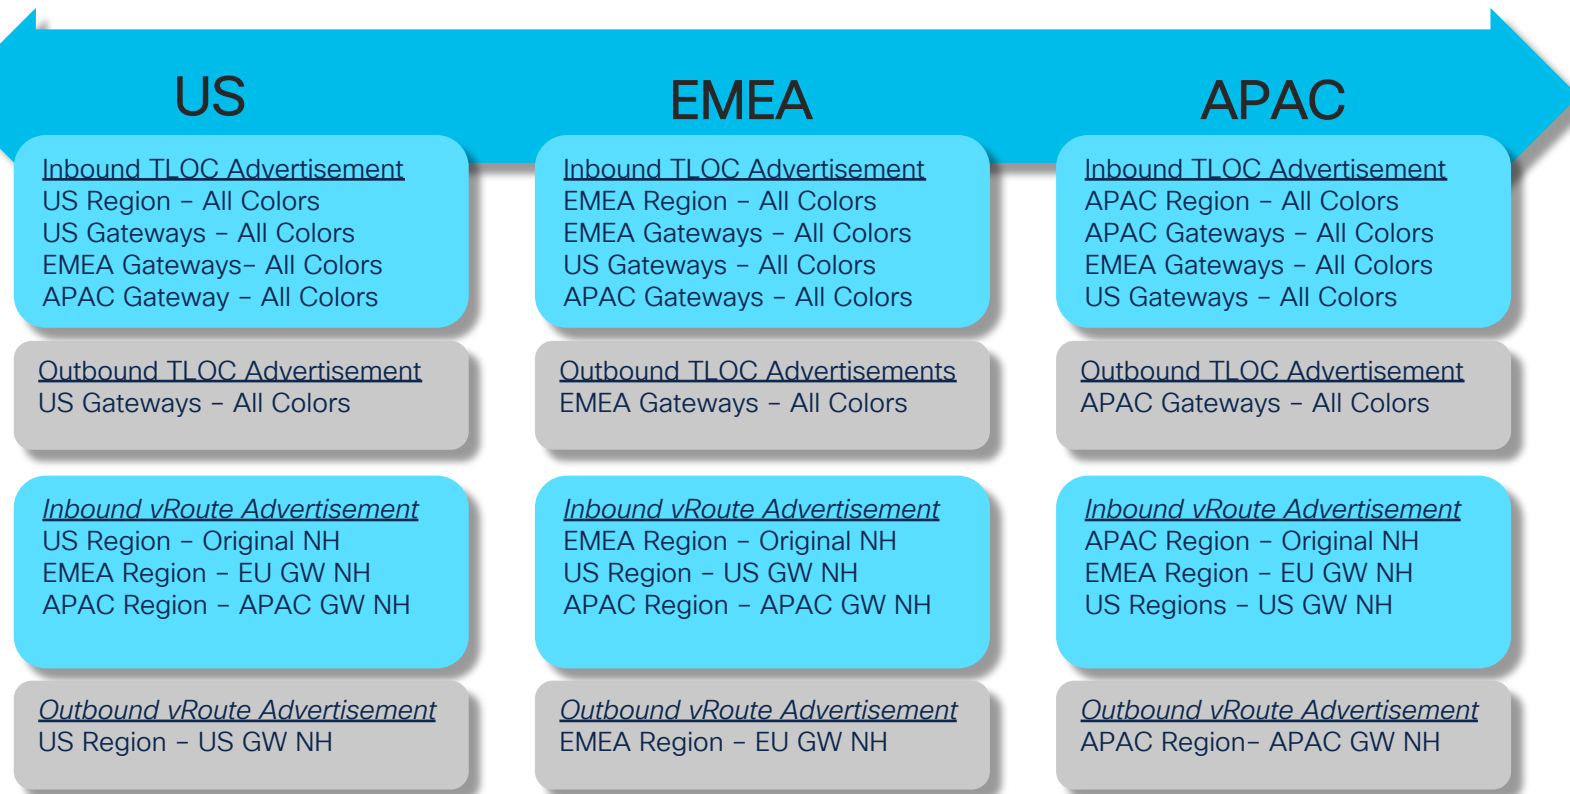 US
EMEA
APAC
Inbound TLOC Advertisement
US Region – All Colors
US Gateways – All Colors
EMEA Gateways– All Colors
APAC Gateway – All Colors
Inbound TLOC Advertisement
EMEA Region – All Colors
EMEA Gateways – All Colors
US Gateways – All Colors
APAC Gateways – All Colors
Inbound TLOC Advertisement
APAC Region – All Colors
APAC Gateways – All Colors
EMEA Gateways – All Colors
US Gateways – All Colors
Outbound TLOC Advertisement
US Gateways – All Colors
Outbound TLOC Advertisements
EMEA Gateways – All Colors
Outbound TLOC Advertisement
APAC Gateways – All Colors
Inbound vRoute Advertisement
US Region – Original NH
EMEA Region – EU GW NH
APAC Region – APAC GW NH
Inbound vRoute Advertisement
EMEA Region – Original NH
US Region – US GW NH
APAC Region – APAC GW NH
Inbound vRoute Advertisement
APAC Region – Original NH
EMEA Region – EU GW NH
US Regions – US GW NH
Outbound vRoute Advertisement
US Region – US GW NH
Outbound vRoute Advertisement
EMEA Region – EU GW NH
Outbound vRoute Advertisement
APAC Region– APAC GW NH